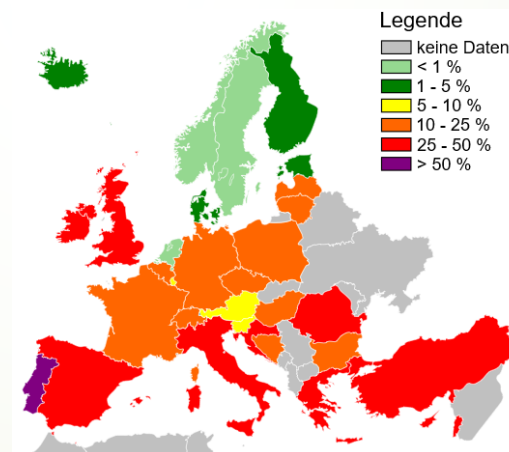 Legende
keine Daten
< 1 %
1 - 5 %
5 - 10 %
10 - 25 %
25 - 50 %
> 50 %